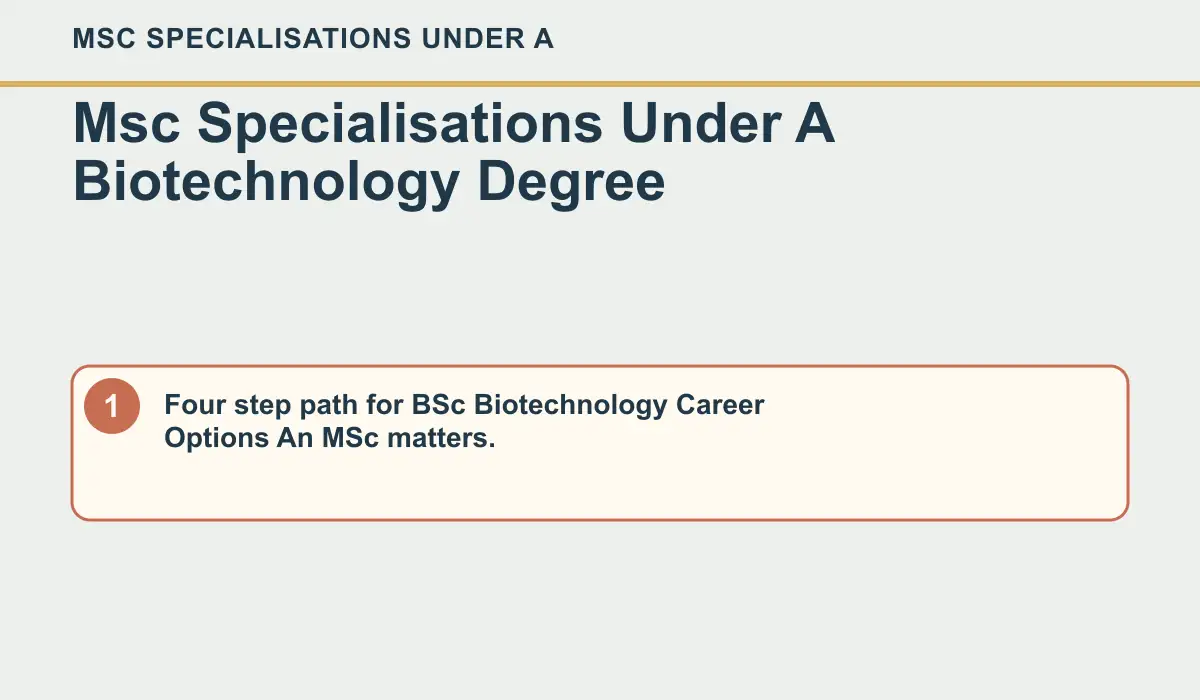 MSC SPECIALISATIONS UNDER A
Msc Specialisations Under A
Biotechnology Degree
1
Four step path for BSc Biotechnology Career
Options An MSc matters.